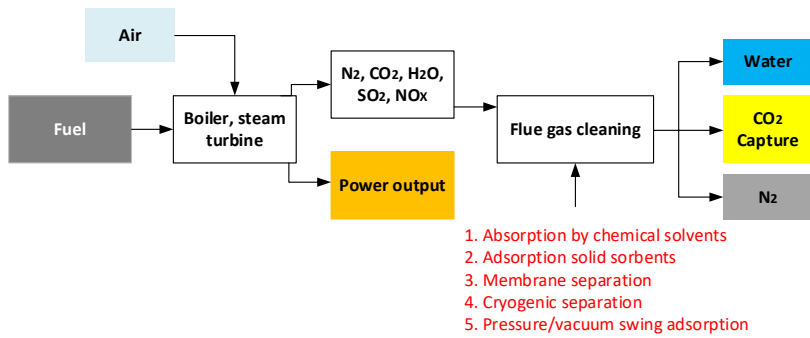 Air
Fuel
Boiler, steam
turbine
N₂, CO₂, H₂O,
SO₂, NOx
Power output
Flue gas cleaning
Water
CO₂
Capture
N₂
1. Absorption by chemical solvents
2. Adsorption solid sorbents
3. Membrane separation
4. Cryogenic separation
5. Pressure/vacuum swing adsorption